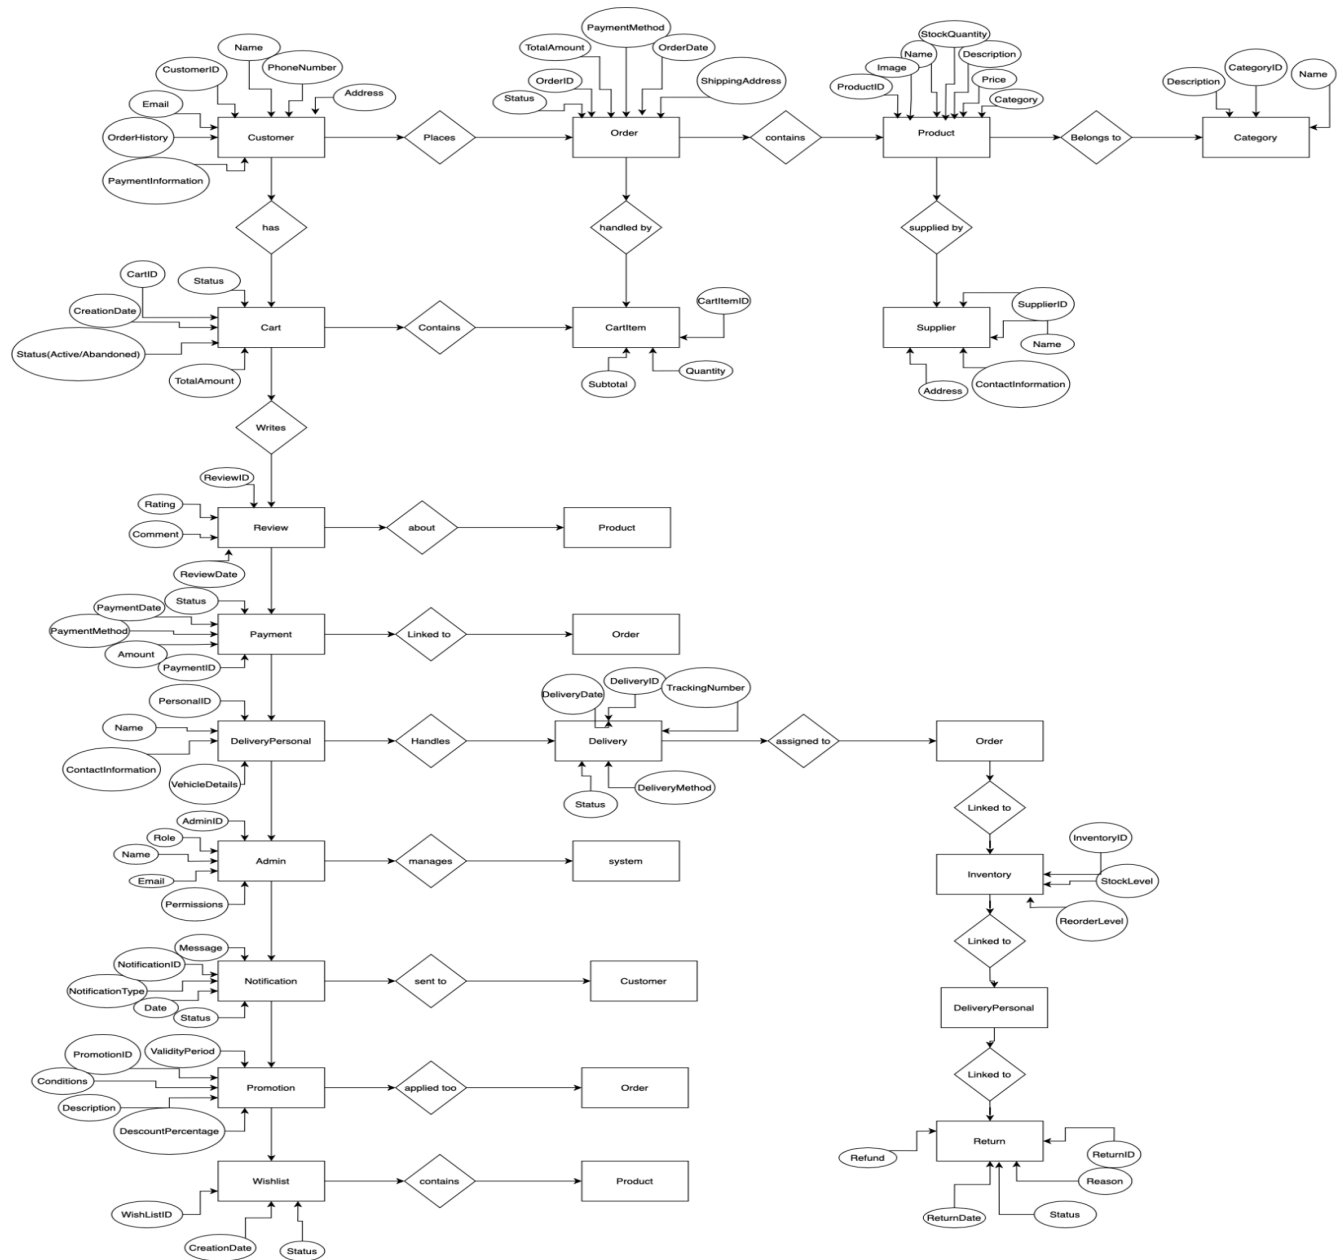 PaymentMethod
StockQuantity
Name
TotalAmount
OrderDate
Name
Description
PhoneNumber
Image
CategoryID
CustomerID
OrderID
ShippingAddress
ProductID
Price
Description
Name
Email
Address
Status
Category
OrderHistory
Customer
Places
Order
contains
Product
Belongs to
Category
PaymentInformation
has
handled by
supplied by
CartID
Status
CartItemID
SupplierID
CreationDate
Cart
Contains
CartItem
Supplier
Name
Status(Active/Abandoned)
TotalAmount
Subtotal
Quantity
Address
ContactInformation
Writes
ReviewID
Rating
Comment
Review
about
Product
ReviewDate
Status
PaymentDate
PaymentMethod
Payment
Linked to
Order
Amount
PaymentID
DeliveryID
TrackingNumber
DeliveryDate
PersonalID
Name
DeliveryPersonal
Handles
Delivery
assigned to
Order
ContactInformation
VehicleDetails
DeliveryMethod
Status
Linked to
AdminID
Role
InventoryID
Name
Admin
manages
system
Inventory
StockLevel
Email
Permissions
ReorderLevel
Message
Linked to
NotificationID
NotificationType
Notification
sent to
Customer
Date
Status
DeliveryPersonal
PromotionID
ValidityPeriod
Linked to
Conditions
Promotion
applied too
Order
Description
DescountPercentage
Return
Refund
ReturnID
Wishlist
contains
Product
Reason
WishListID
ReturnDate
Status
CreationDate
Status